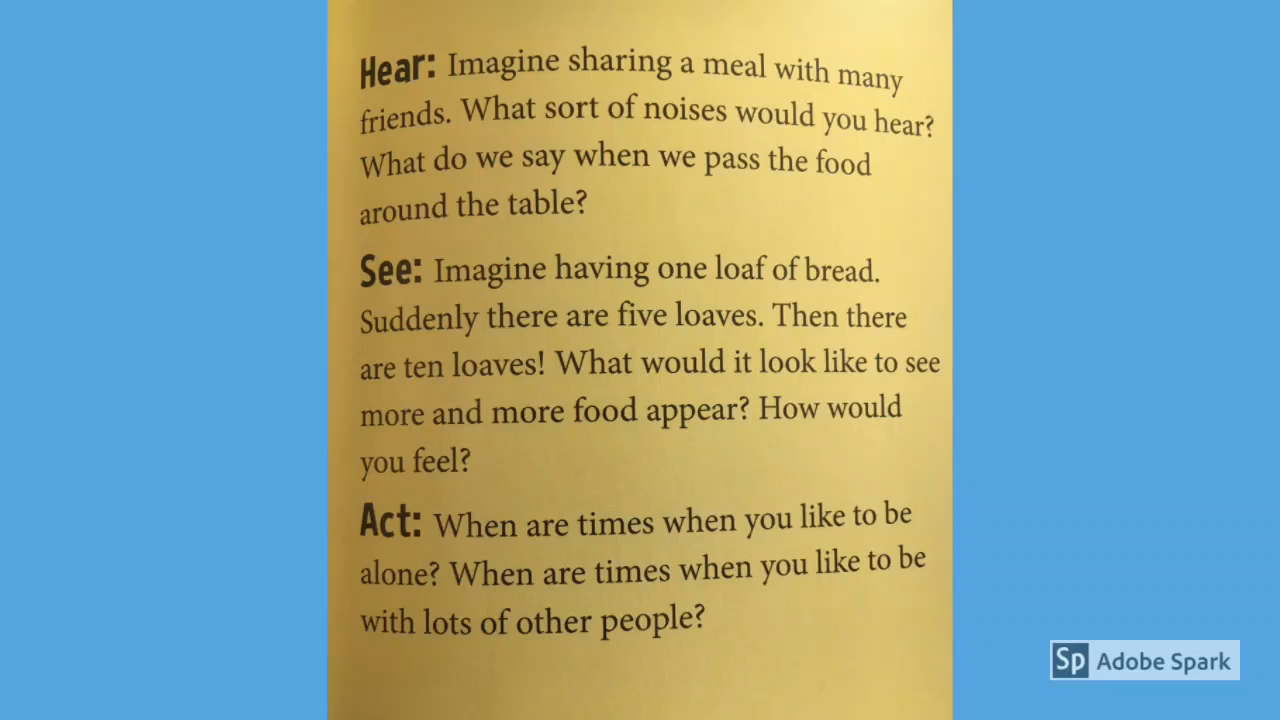 Hear: Imagine sharing a meal with many
friends. What sort of noises would you hear?
What do we say when we pass the food
around the table?
See: Imagine having one loaf of bread.
Suddenly there are five loaves. Then there
are ten loaves! What would it look like to see
more and more food appear? How would
you feel?
Act: When are times when you like to be
alone? When are times when you like to be
with lots of other people?
Sp Adobe Spark